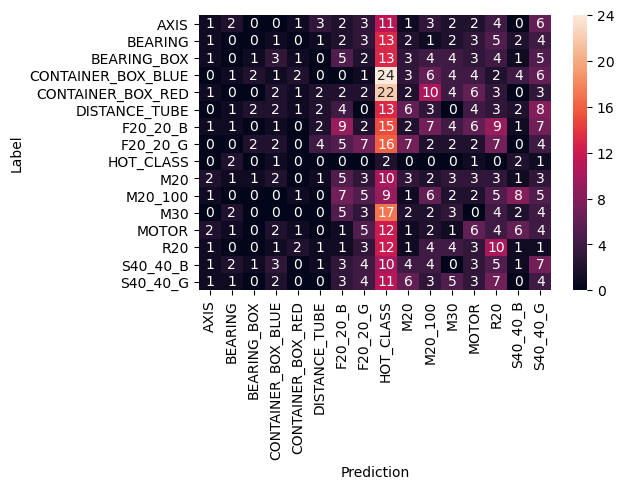 AXIS 1 2 0 0 1 3 2 3 11 1 3 2 2 4 0 6
BEARING 1 0 0 1 0 1 2 3 13 2 1 2 3 5 2 4
BEARING_BOX 1 0 1 3 1 0 5 2 13 3 4 4 3 4 1 5
CONTAINER_BOX_BLUE 0 1 2 1 2 0 0 1 24 3 6 4 4 2 4 6
CONTAINER_BOX_RED 1 0 0 2 1 2 2 2 22 2 10 4 6 3 0 3
DISTANCE_TUBE 0 1 2 2 1 2 4 0 13 6 3 0 4 3 2 8
F20_20_B 1 1 0 1 0 2 9 2 15 2 7 4 6 9 1 7
F20_20_G 0 0 2 2 0 4 5 7 16 7 2 2 2 7 0 4
HOT_CLASS 0 2 0 1 0 0 0 0 2 0 0 0 1 0 2 1
M20 2 1 1 2 0 1 5 3 10 2 3 3 3 3 1 3
M20_100 1 0 0 0 1 0 7 5 9 1 6 2 2 5 8 5
M30 0 2 0 0 0 0 5 3 17 2 2 3 0 4 2 4
MOTOR 2 1 0 2 1 0 1 5 12 1 2 1 6 4 6 4
R20 1 0 0 1 2 1 1 3 12 1 4 4 3 10 1 1
S40_40_B 1 2 1 3 0 1 3 4 10 4 4 0 3 5 1 7
S40_40_G 1 1 0 2 0 0 3 4 11 6 3 5 3 7 0 4
Label
AXIS
BEARING
BEARING_BOX
CONTAINER_BOX_BLUE
CONTAINER_BOX_RED
DISTANCE_TUBE
F20_20_B
F20_20_G
HOT_CLASS
M20
M20_100
M30
MOTOR
R20
S40_40_B
S40_40_G
Prediction
24
20
16
12
8
4
0